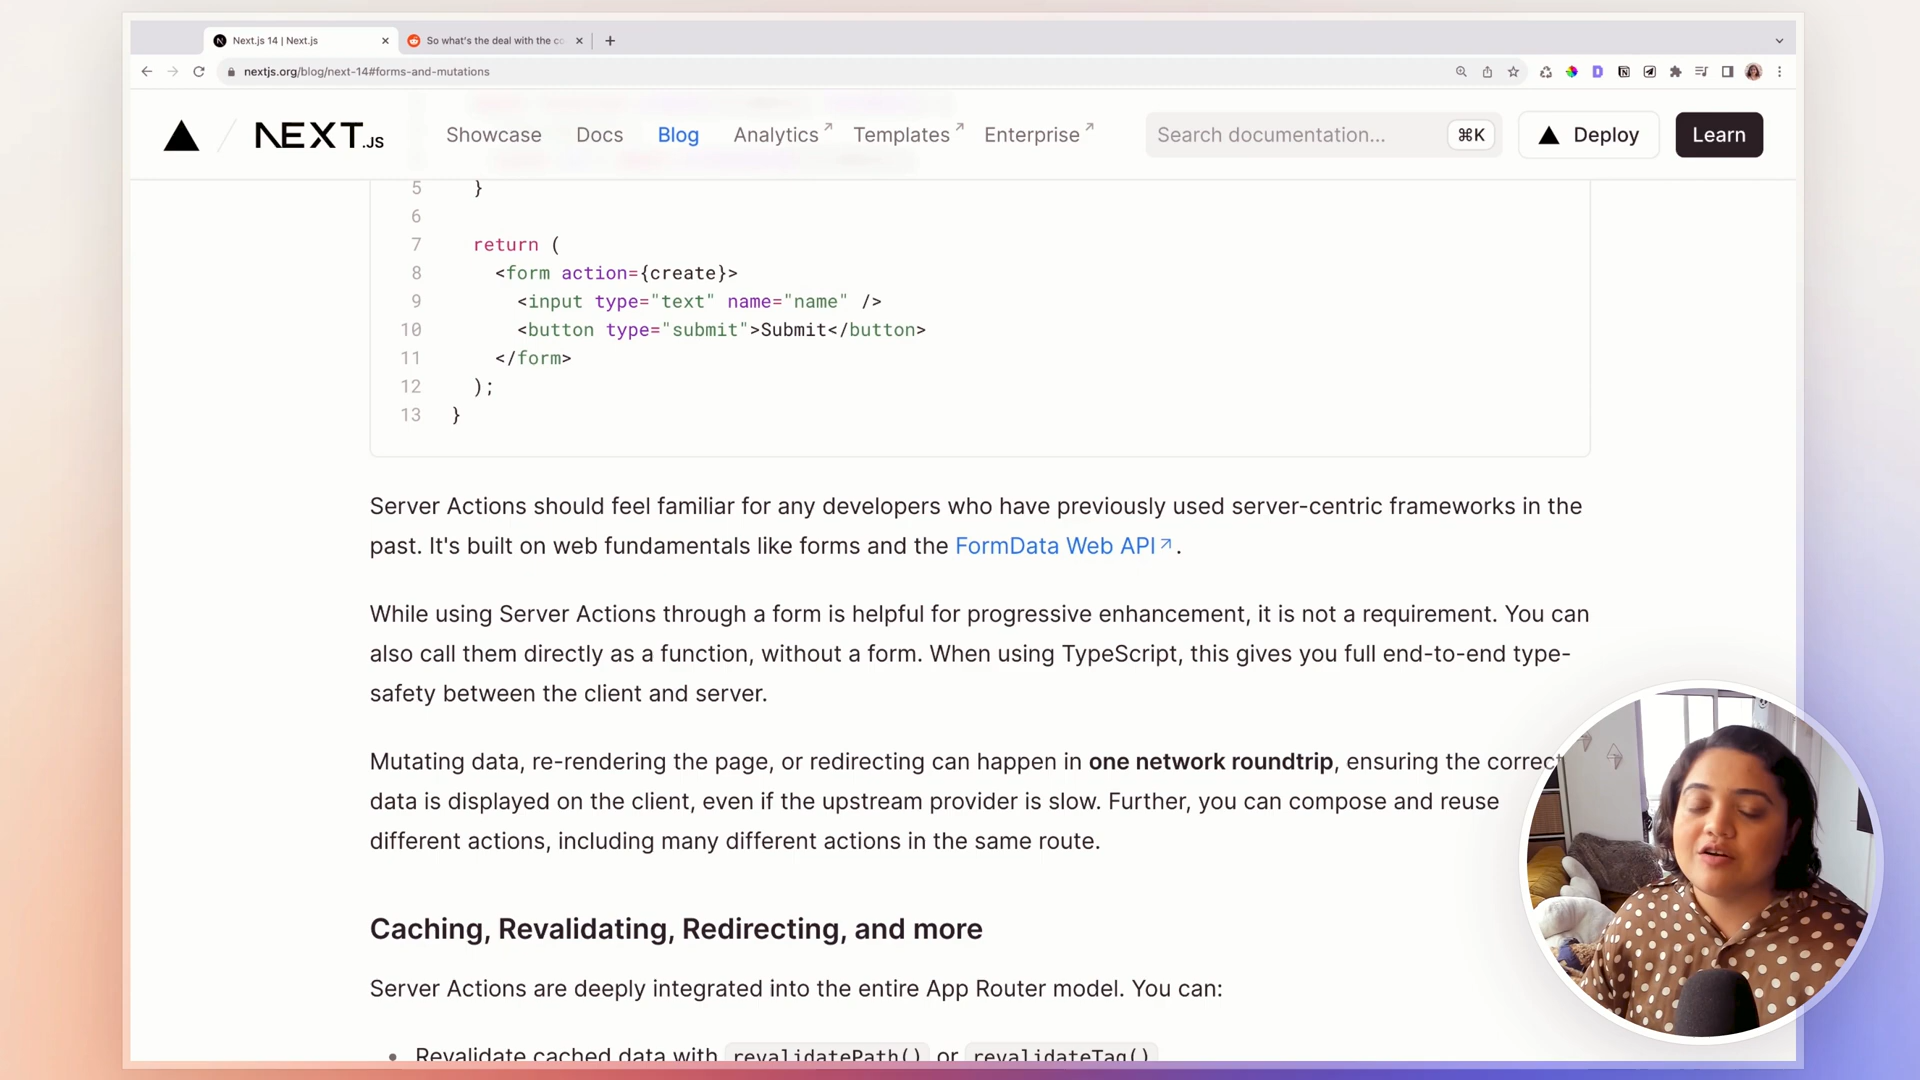 Next.js 14 | Next.js
So what's the deal with the co
nextjs.org/blog/next-14#forms-and-mutations
NEXT.JS
Showcase
Docs
Blog
Analytics
Templates
Enterprise
Search documentation...
⌘K
Deploy
Learn
5 }
6
7 return (
8 <form action={create}>
9 <input type="text" name="name" />
10 <button type="submit">Submit</button>
11 </form>
12 );
13 }
Server Actions should feel familiar for any developers who have previously used server-centric frameworks in the
past. It's built on web fundamentals like forms and the FormData Web API↗.
While using Server Actions through a form is helpful for progressive enhancement, it is not a requirement. You can
also call them directly as a function, without a form. When using TypeScript, this gives you full end-to-end type-
safety between the client and server.
Mutating data, re-rendering the page, or redirecting can happen in one network roundtrip, ensuring the correct
data is displayed on the client, even if the upstream provider is slow. Further, you can compose and reuse
different actions, including many different actions in the same route.
Caching, Revalidating, Redirecting, and more
Server Actions are deeply integrated into the entire App Router model. You can:
• Revalidate cached data with revalidatePath() or revalidateTag()